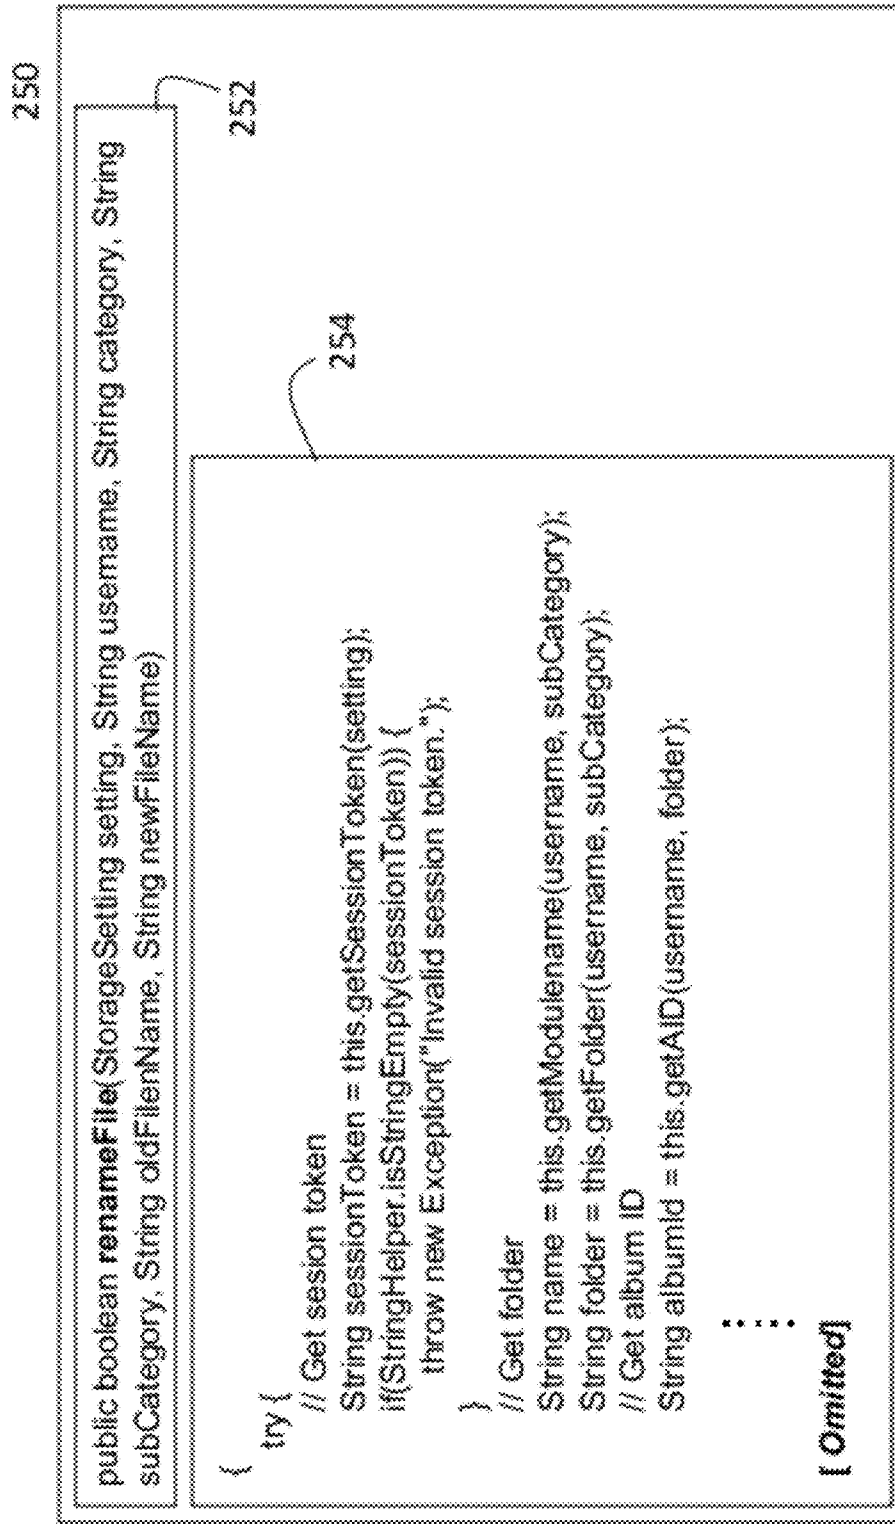 250
public boolean renameFile(StorageSetting setting, String username, String category, String
subCategory, String oldFilenName, String newFileName)
252
{
try {
// Get sesion token
String sessionToken = this.getSessionToken(setting);
if(StringHelper.isStringEmpty(sessionToken)) {
throw new Exception("Invalid session token.");
}
// Get folder
String name = this.getModulename(username, subCategory);
String folder = this.getFolder(username, subCategory);
// Get album ID
String albumId = this.getAID(username, folder);
254
.....
[ Omitted]